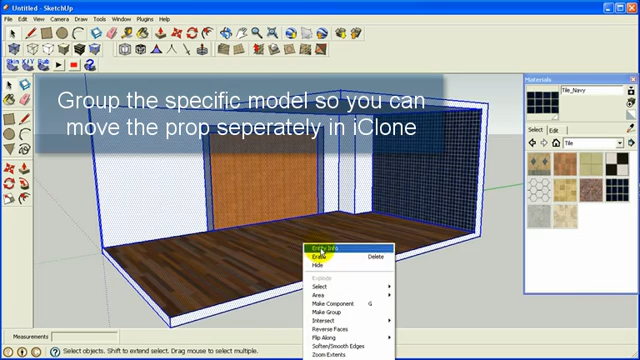 Untitled - SketchUp
File Edit View Camera Draw Tools Window Plugins Help
Group the specific model so you can
move the prop seperately in iClone
Materials
Tile_Navy
Select Edit
Tile
Entity Info
Erase Delete
Hide
Explode
Select
Area
Make Component G
Make Group
Intersect
Reverse Faces
Flip Along
Soften/Smooth Edges
Zoom Extents
Measurements
Select objects. Shift to extend select. Drag mouse to select multiple.